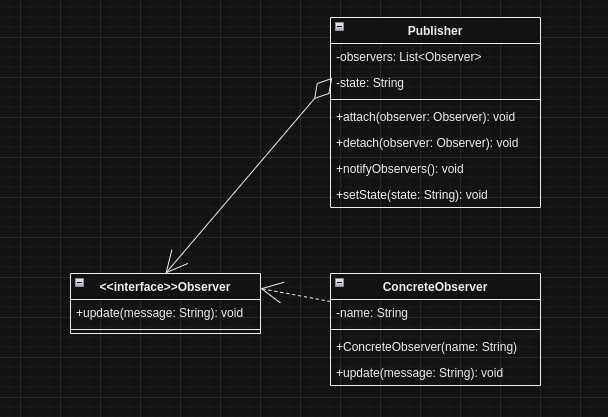 Publisher
-observers: List<Observer>
-state: String
+attach(observer: Observer): void
+detach(observer: Observer): void
+notifyObservers(): void
+setState(state: String): void
<<interface>>Observer
+update(message: String): void
ConcreteObserver
-name: String
+ConcreteObserver(name: String)
+update(message: String): void